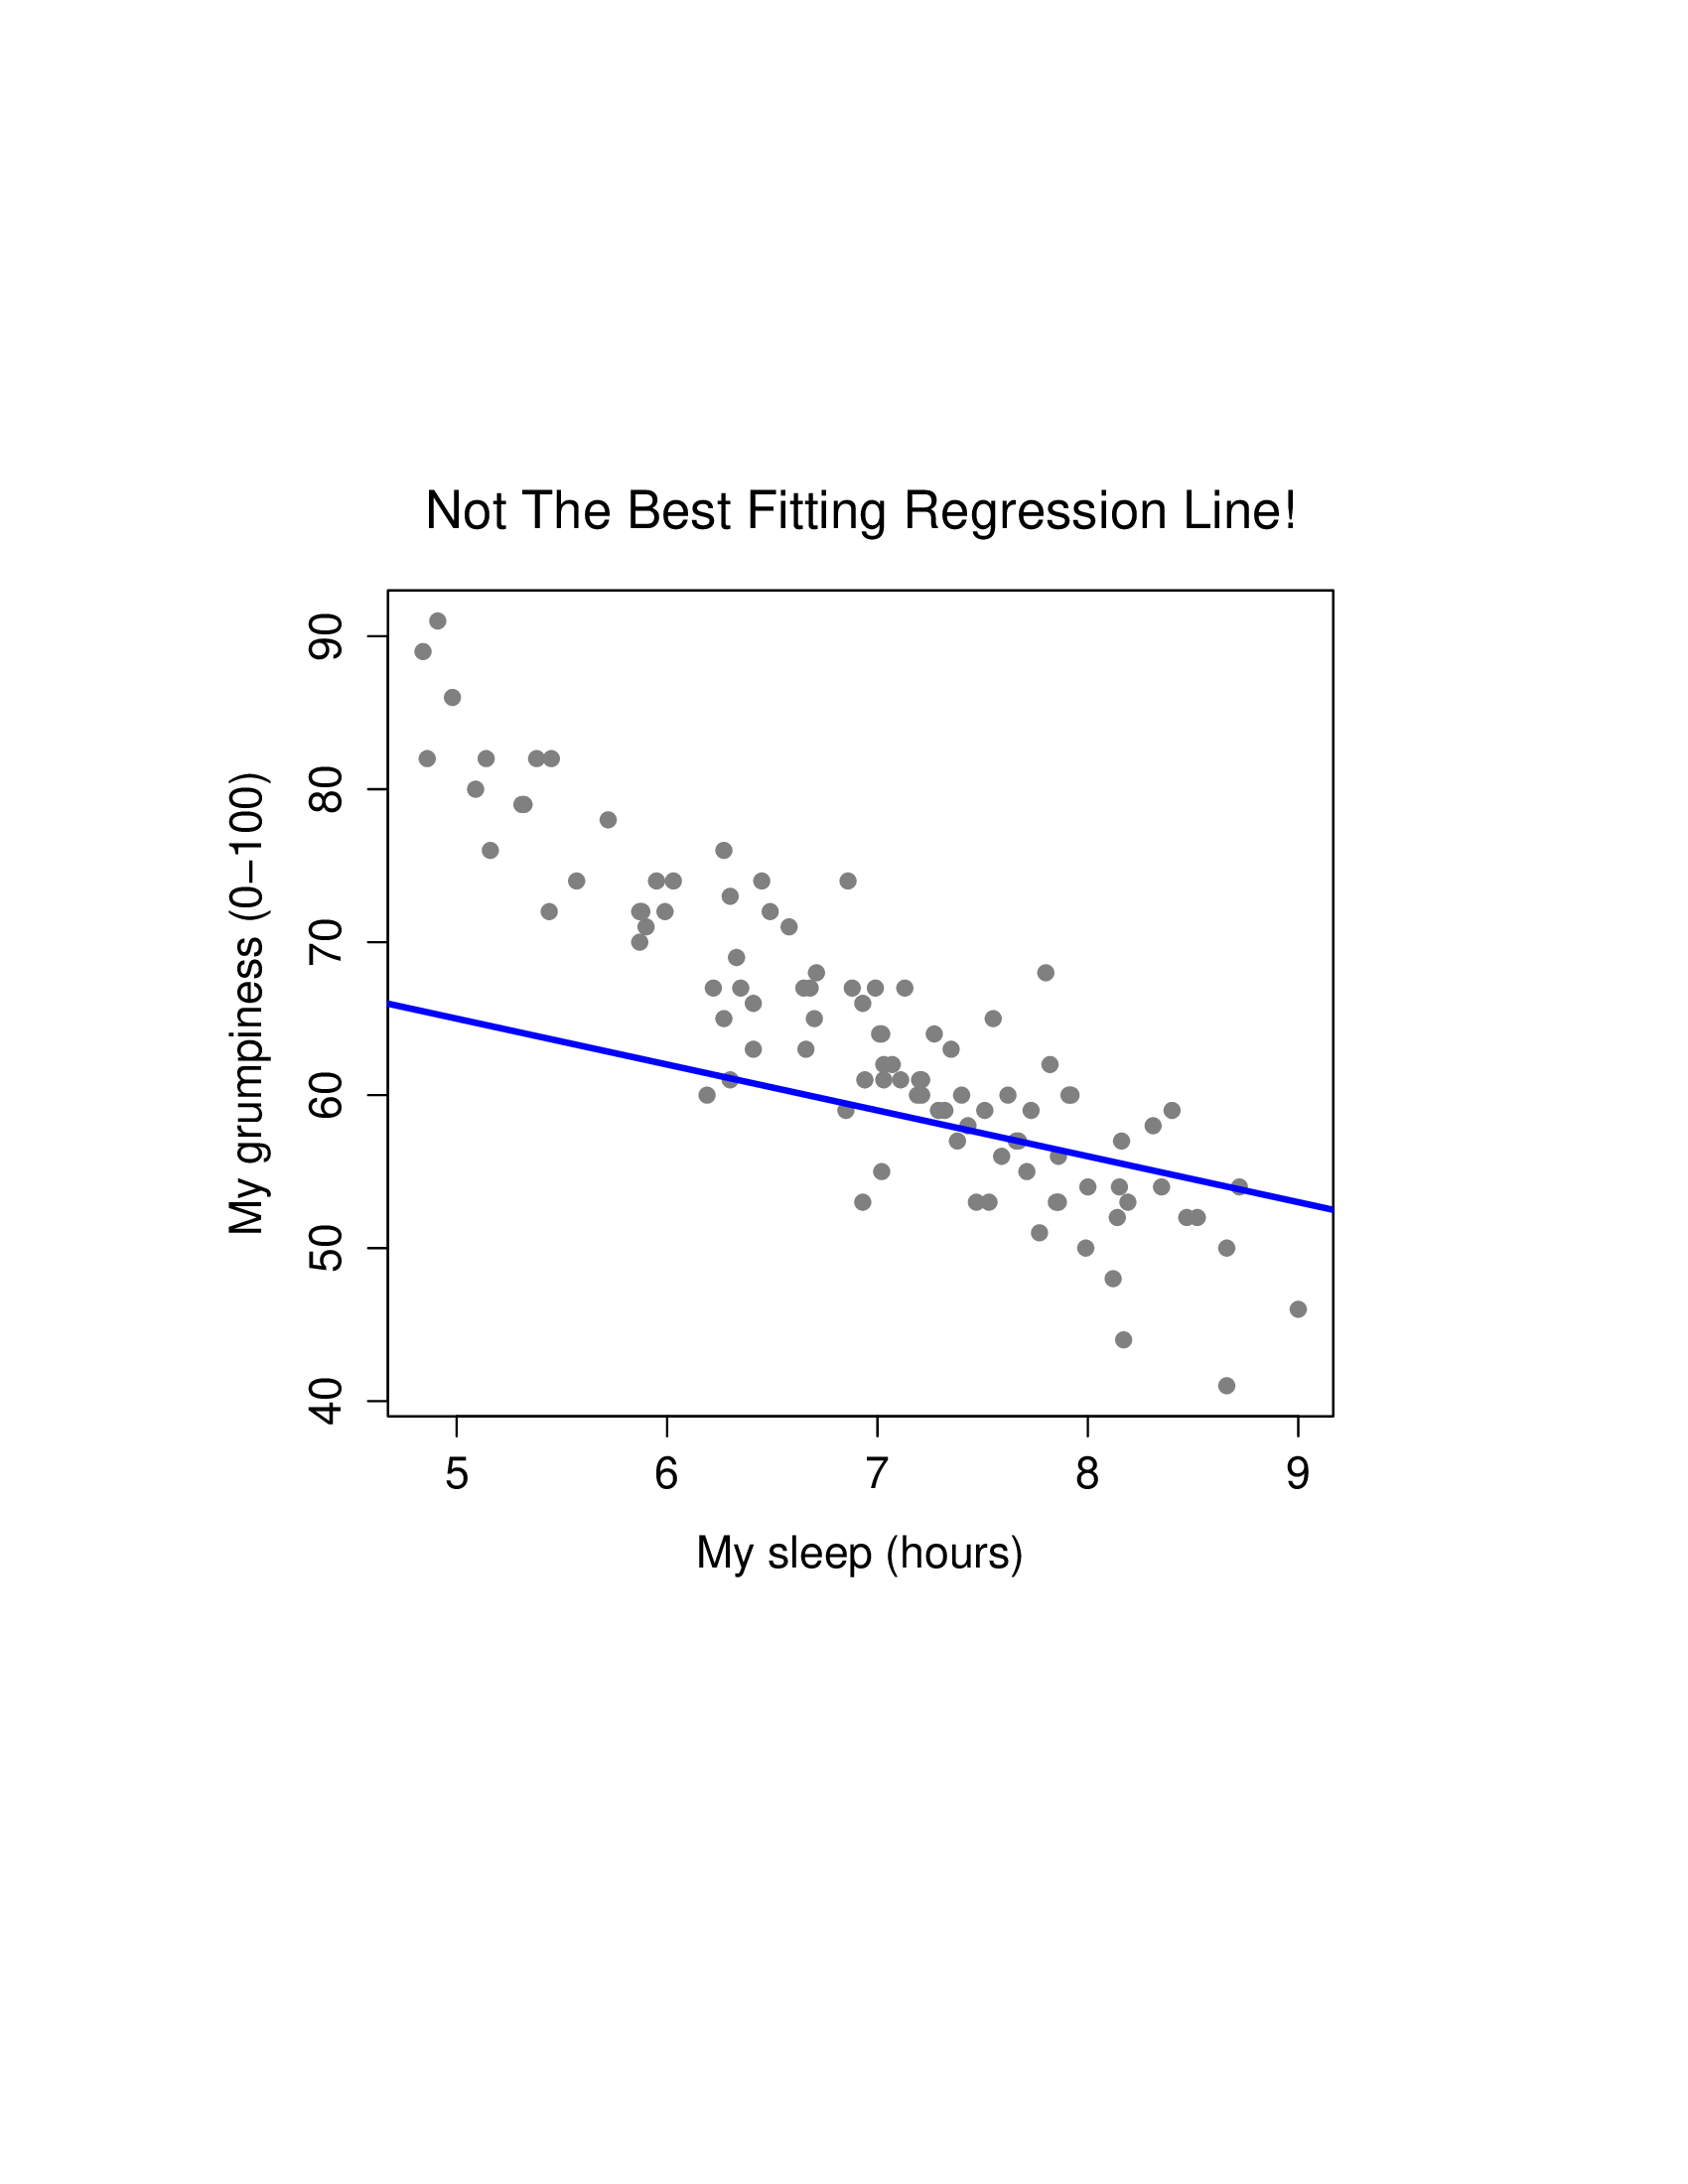 Not The Best Fitting Regression Line!
My grumpiness (0−100)
90
80
70
60
50
40
5 6 7 8 9
My sleep (hours)